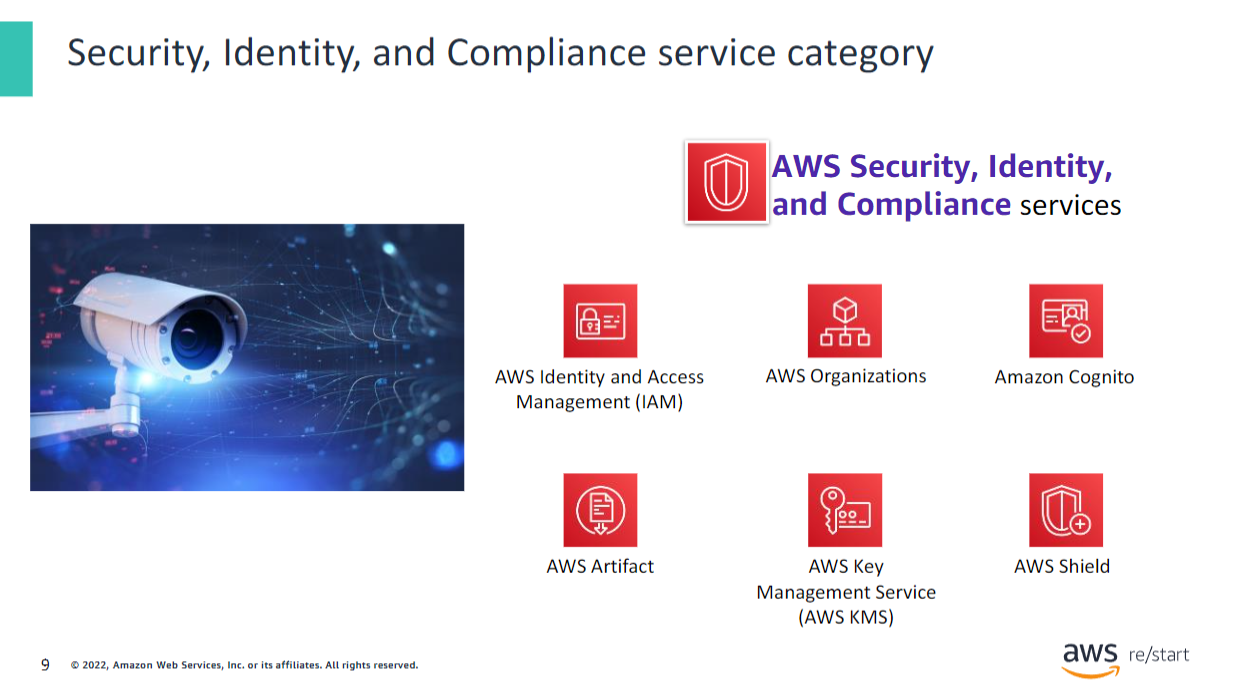 Security, Identity, and Compliance service category
AWS Security, Identity,
and Compliance services
AWS Identity and Access
Management (IAM)
AWS Organizations
Amazon Cognito
AWS Artifact
AWS Key
Management Service
(AWS KMS)
AWS Shield
9
© 2022, Amazon Web Services, Inc. or its affiliates. All rights reserved.
aws re/start